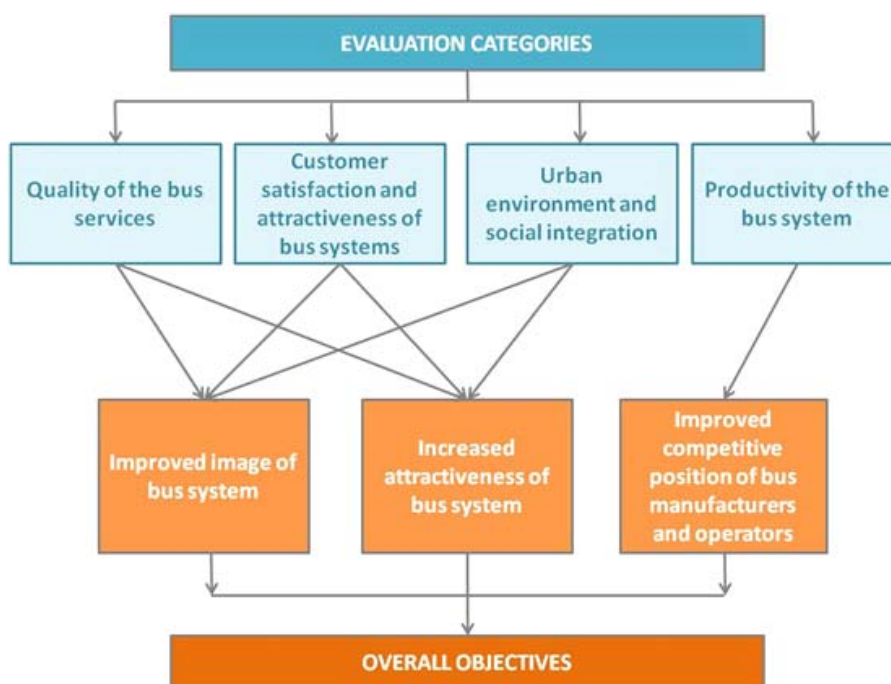 EVALUATION CATEGORIES
Quality of the bus
services
Customer
satisfaction and
attractiveness of
bus systems
Urban
environment and
social integration
Productivity of the
bus system
Improved image of
bus system
Increased
attractiveness of
bus system
Improved
competitive
position of bus
manufacturers
and operators
OVERALL OBJECTIVES